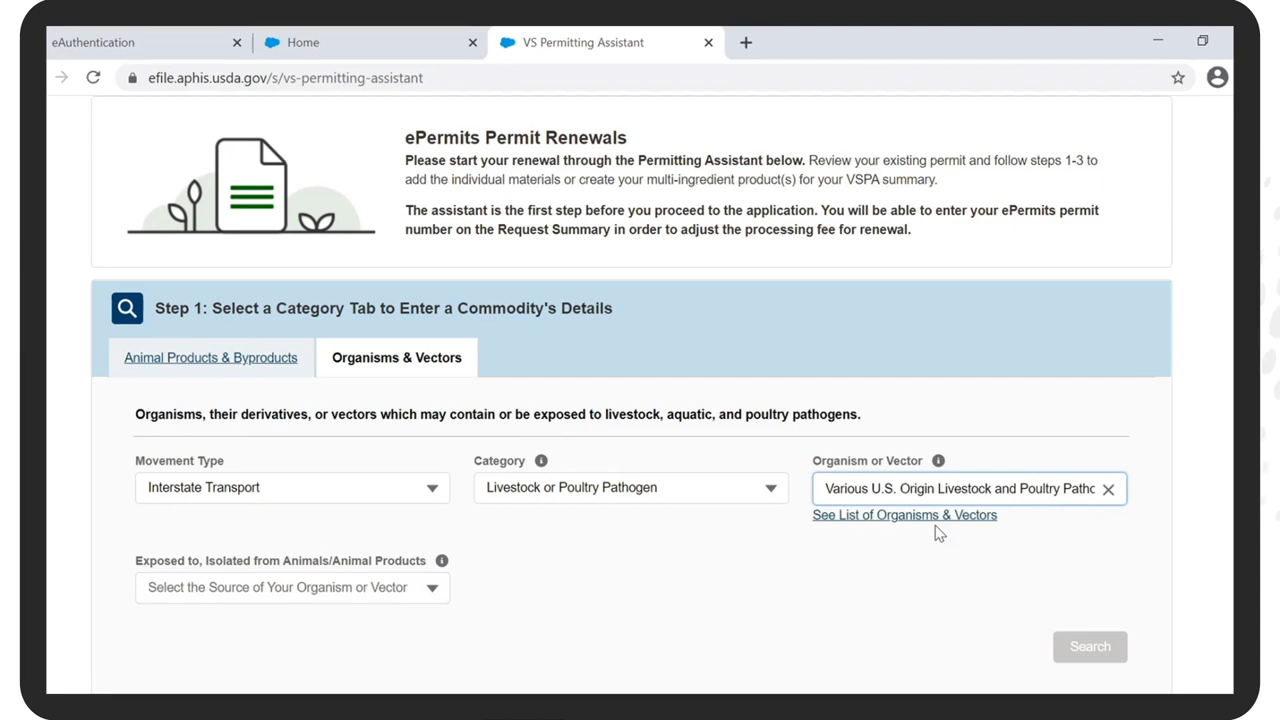 eAuthentication
Home
VS Permitting Assistant
efile.aphis.usda.gov/s/vs-permitting-assistant
ePermits Permit Renewals
Please start your renewal through the Permitting Assistant below. Review your existing permit and follow steps 1-3 to
add the individual materials or create your multi-ingredient product(s) for your VSPA summary.
The assistant is the first step before you proceed to the application. You will be able to enter your ePermits permit
number on the Request Summary in order to adjust the processing fee for renewal.
Step 1: Select a Category Tab to Enter a Commodity's Details
Animal Products & Byproducts
Organisms & Vectors
Organisms, their derivatives, or vectors which may contain or be exposed to livestock, aquatic, and poultry pathogens.
Movement Type
Category
Organism or Vector
Interstate Transport
Livestock or Poultry Pathogen
Various U.S. Origin Livestock and Poultry Pathc
See List of Organisms & Vectors
Exposed to, Isolated from Animals/Animal Products
Select the Source of Your Organism or Vector
Search